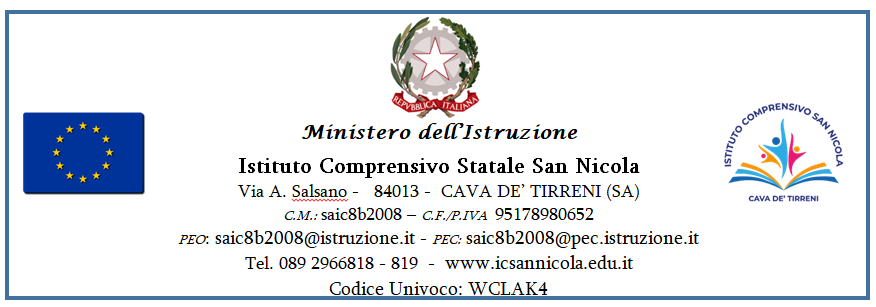 REPVBBLICA ITALIANA
Ministero dell'Istruzione
Istituto Comprensivo Statale San Nicola
Via A. Salsano -   84013 -  CAVA DE' TIRRENI (SA)
C.M.: saic8b2008 – C.F./P.IVA  95178980652
PEO: saic8b2008@istruzione.it - PEC: saic8b2008@pec.istruzione.it
Tel. 089 2966818 - 819  -  www.icsannicola.edu.it
Codice Univoco: WCLAK4
ISTITUTO COMPRENSIVO SAN NICOLA
CAVA DE' TIRRENI